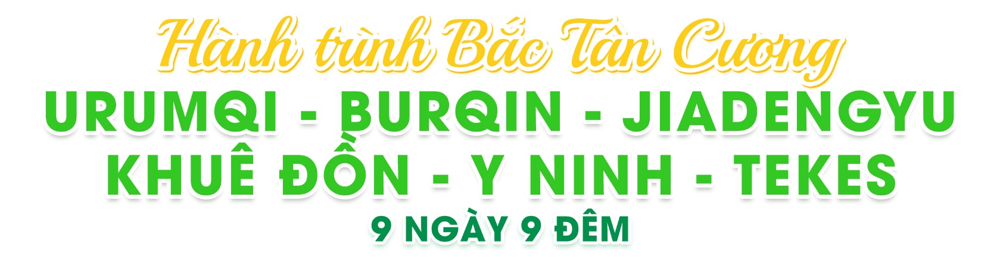 Hành trình Bắc Tân Cương
URUMQI - BURQIN - JIADENGYU
KHUÊ ĐỒN - Y NINH - TEKES
9 NGÀY 9 ĐÊM